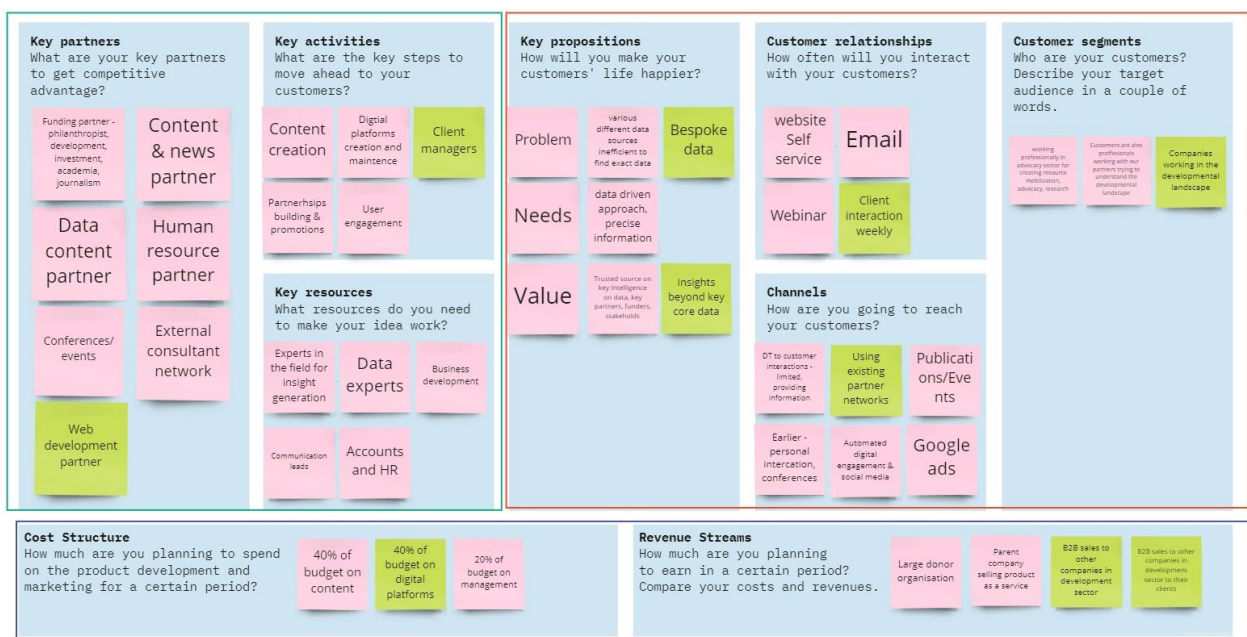 Key partners
What are your key partners
to get competitive
advantage?
Funding partner -
philanthropist,
development,
investment,
academia,
journalism
Content
& news
partner
Data
content
partner
Human
resource
partner
Conferences/
events
External
consultant
network
Web
development
partner
Key activities
What are the key steps to
move ahead to your
customers?
Content
creation
Digtial
platforms
creation and
maintence
Client
managers
Partnerhsips
building &
promotions
User
engagement
Key resources
What resources do you need
to make your idea work?
Experts in
the field for
insight
generation
Data
experts
Business
development
Communication
leads
Accounts
and HR
Key propositions
How will you make your
customers' life happier?
Problem
various
different data
sources
inefficient to
find exact data
Bespoke
data
Needs
data driven
approach,
precise
information
Value
Trusted source on
key Intelligence
on data, key
partners, funders,
stakeholds
Insights
beyond key
core data
Customer relationships
How often will you interact
with your customers?
website
Self
service
Email
Webinar
Client
interaction
weekly
Channels
How are you going to reach
your customers?
DT to customer
interactions -
limited,
providing
information
Using
existing
partner
networks
Publicati
ons/Eve
nts
Earlier -
personal
intercation,
conferences
Automated
digital
engagement &
social media
Google
ads
Customer segments
Who are your customers?
Describe your target
audience in a couple of
words.
working
professionally in
advocacy sector for
creating resource
mobilization,
advocacy, research
Customers are also
profesionals
working with our
partners trying to
understand the
developmental
landscape
Companies
working in the
developmental
landscape
Cost Structure
How much are you planning to spend
on the product development and
marketing for a certain period?
40% of
budget on
content
40% of
budget on
digital
platforms
20% of
budget on
management
Revenue Streams
How much are you planning
to earn in a certain period?
Compare your costs and revenues.
Large donor
organisation
Parent
company
selling product
as a service
B2B sales to
other
companies in
development
sector
B2B sales to other
companies in
development
sector to their
clients